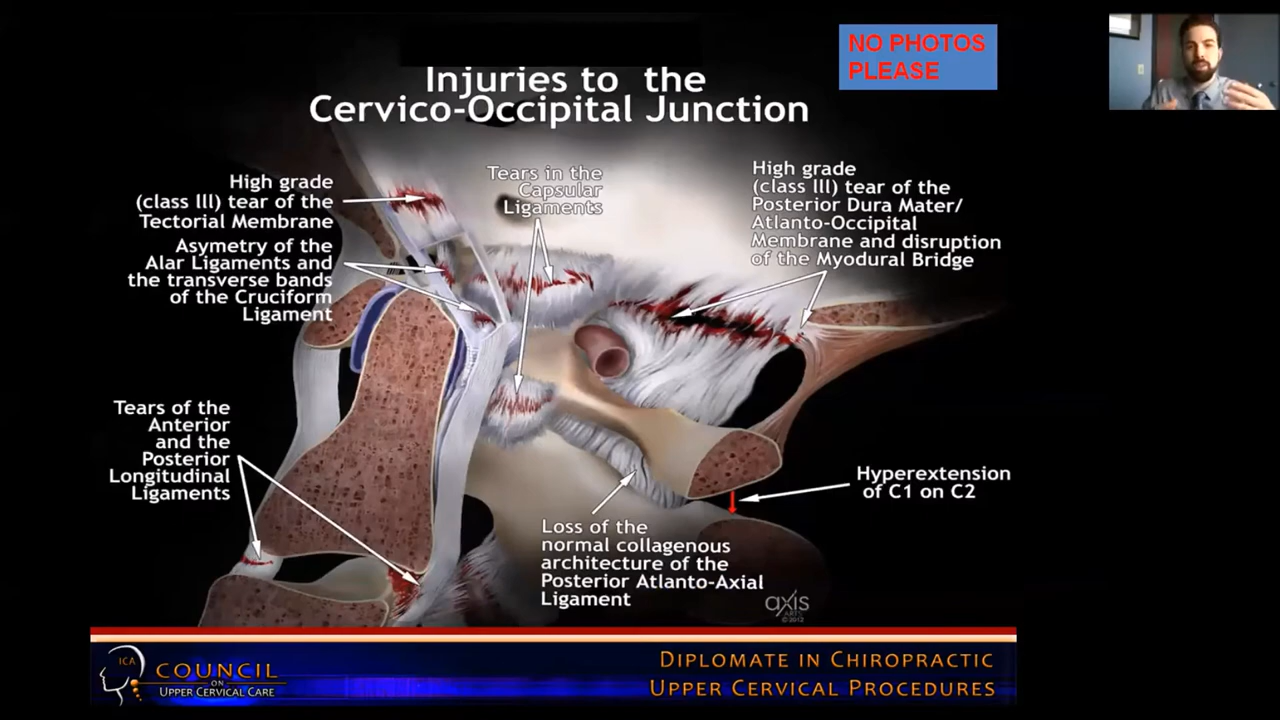 NO PHOTOS
PLEASE
Injuries to the
Cervico-Occipital Junction
High grade
(class III) tear of the
Tectorial Membrane
Asymetry of the
Alar Ligaments and
the transverse bands
of the Cruciform
Ligament
Tears in the
Capsular
Ligaments
High grade
(class III) tear of the
Posterior Dura Mater/
Atlanto-Occipital
Membrane and disruption
of the Myodural Bridge
Tears of the
Anterior
and the
Posterior
Longitudinal
Ligaments
Hyperextension
of C1 on C2
Loss of the
normal collagenous
architecture of the
Posterior Atlanto-Axial
Ligament
axis
ARTS
© 2012
ICA
COUNCIL
ON
UPPER CERVICAL CARE
DIPLOMATE IN CHIROPRACTIC
UPPER CERVICAL PROCEDURES